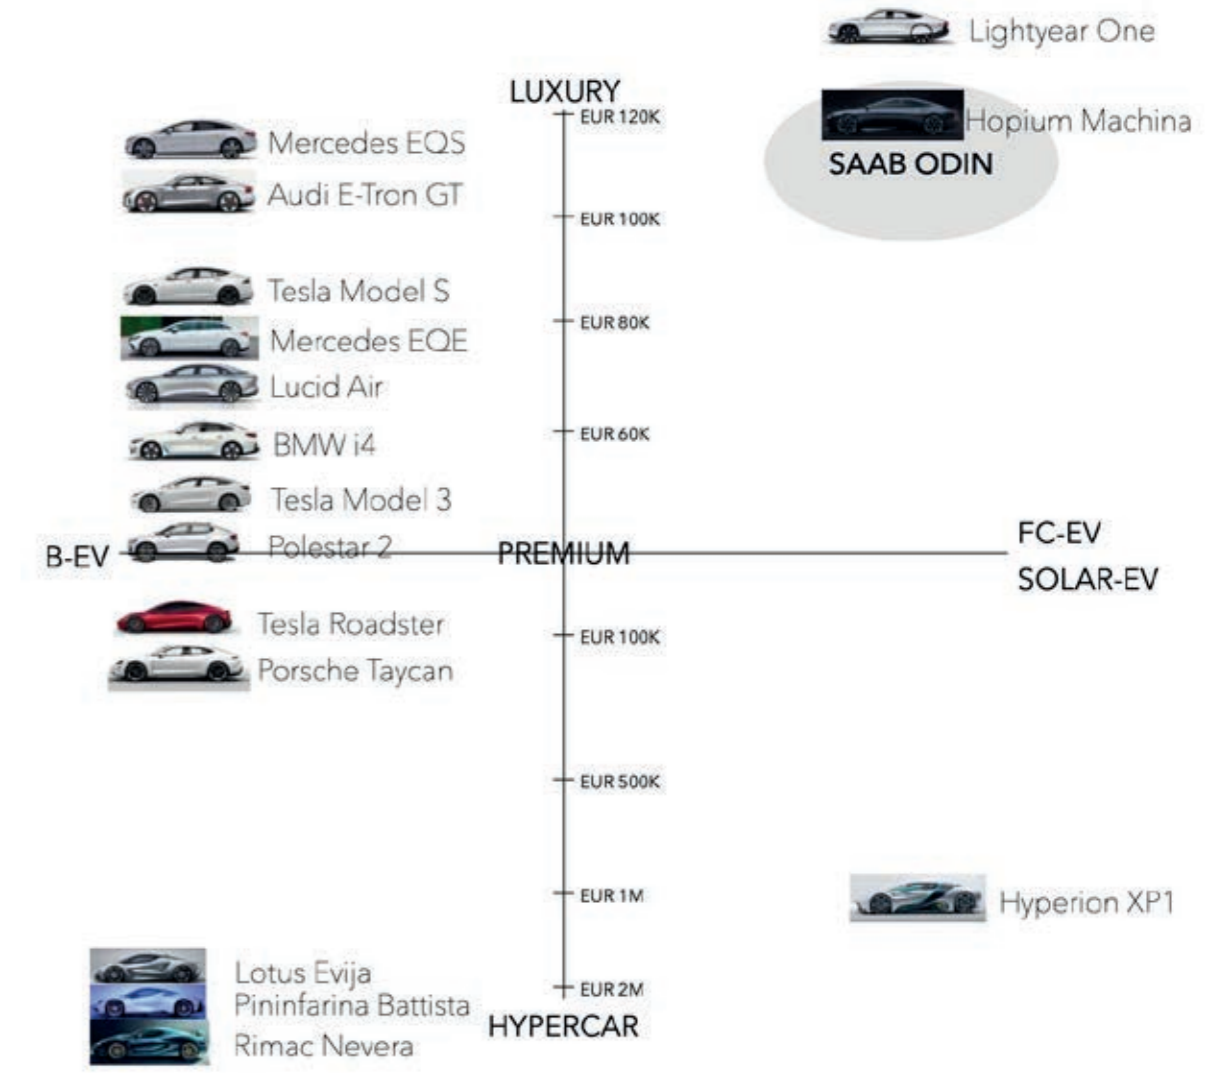 Lightyear One
LUXURY
EUR 120K
Hopium Machina
Mercedes EQS
SAAB ODIN
Audi E-Tron GT
EUR 100K
Tesla Model S
EUR 80K
Mercedes EQE
Lucid Air
EUR 60K
BMW i4
Tesla Model 3
FC-EV
B-EV
Polestar 2
PREMIUM
SOLAR-EV
Tesla Roadster
EUR 100K
Porsche Taycan
EUR 500K
EUR 1M
Hyperion XP1
Lotus Evija
EUR 2M
Pininfarina Battista
HYPERCAR
Rimac Nevera